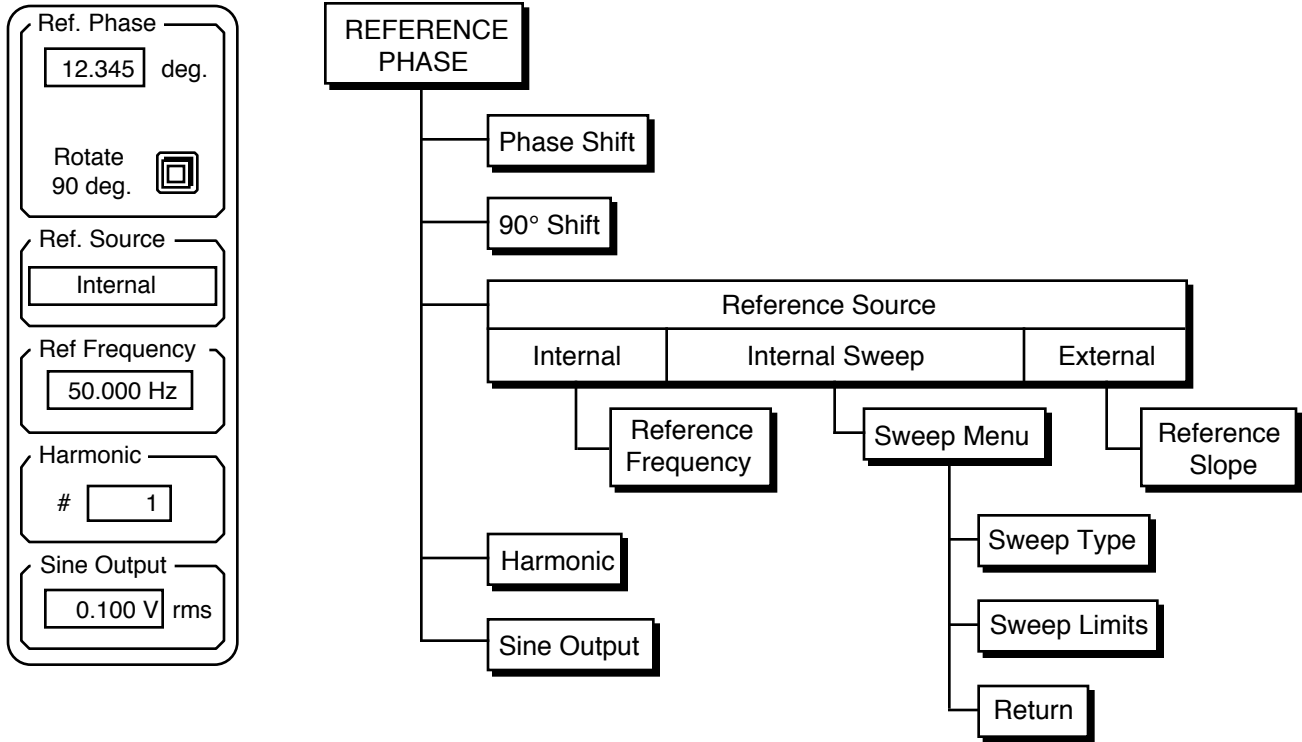 Ref. Phase
12.345 deg.
Rotate
90 deg.
Ref. Source
Internal
Ref Frequency
50.000 Hz
Harmonic
# 1
Sine Output
0.100 V rms
REFERENCE
PHASE
Phase Shift
90° Shift
Reference Source
Internal
Internal Sweep
External
Reference
Frequency
Sweep Menu
Reference
Slope
Sweep Type
Sweep Limits
Return
Harmonic
Sine Output